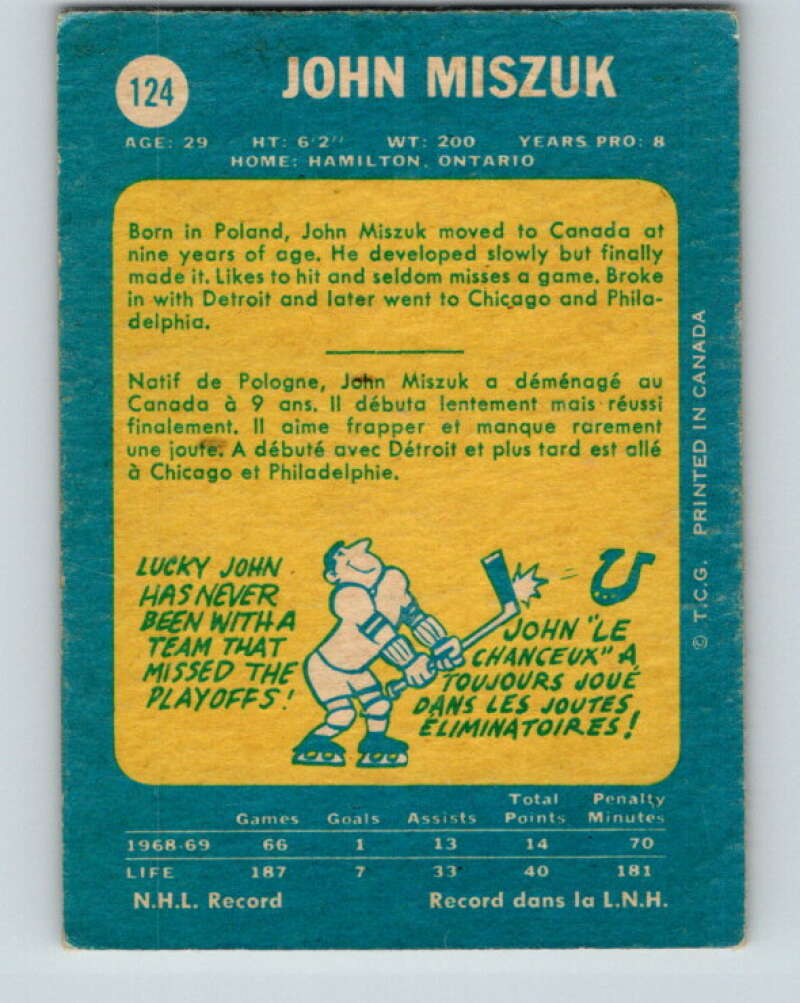 124
JOHN MISZUK
AGE: 29 HT: 6'2" WT: 200 YEARS PRO: 8
HOME: HAMILTON, ONTARIO
Born in Poland, John Miszuk moved to Canada at
nine years of age. He developed slowly but finally
made it. Likes to hit and seldom misses a game. Broke
in with Detroit and later went to Chicago and Phila-
delphia.
Natif de Pologne, John Miszuk a déménagé au
Canada à 9 ans. Il débuta lentement mais réussi
finalement. Il aime frapper et manque rarement
une joute. A débuté avec Détroit et plus tard est allé
à Chicago et Philadelphie.
LUCKY JOHN
HAS NEVER
BEEN WITH A
TEAM THAT
MISSED THE
PLAYOFFS!
JOHN "LE
CHANCEUX" A
TOUJOURS JOUÉ
DANS LES JOUTES
ÉLIMINATOIRES!
© T.C.G. PRINTED IN CANADA
Games Goals Assists Total Points Penalty Minutes
1968-69 66 1 13 14 70
LIFE 187 7 33 40 181
N.H.L. Record Record dans la L.N.H.